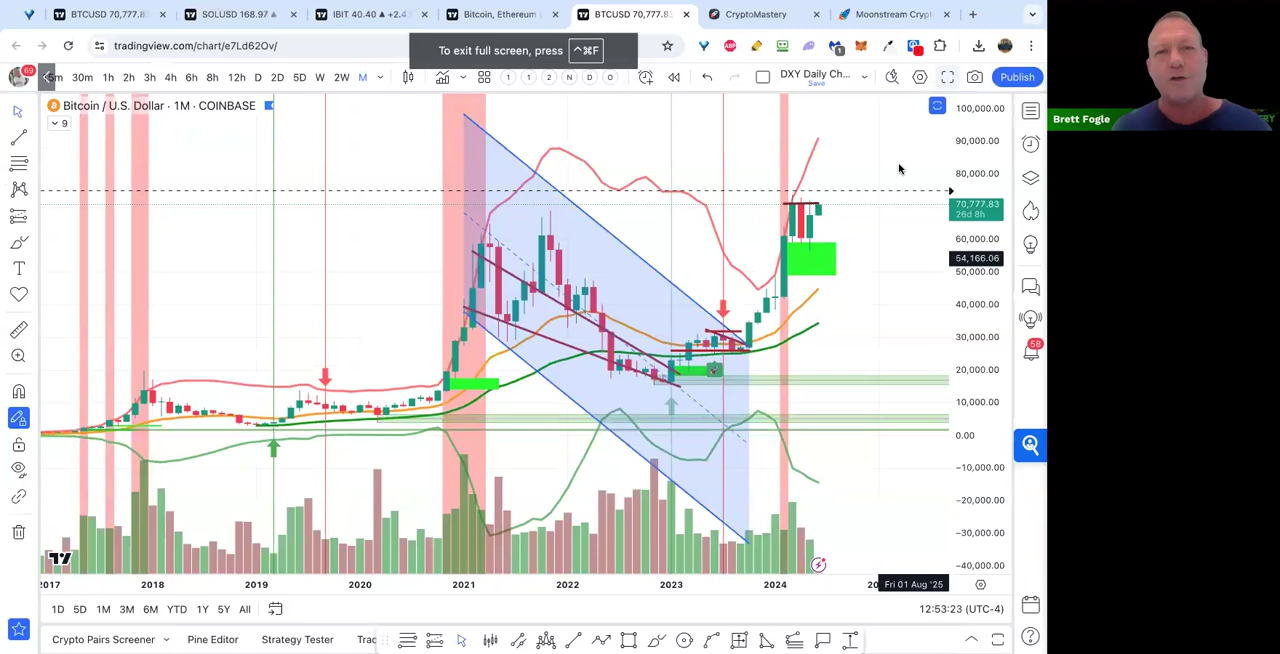 BTCUSD 70,777.8
SOLUSD 168.97
IBIT 40.40 ▲ +2.4
Bitcoin, Ethereum
BTCUSD 70,777.8
CryptoMastery
Moonstream Crypt
tradingview.com/chart/e7Ld62Ov/
To exit full screen, press ^⌘F
69
5m 30m 1h 2h 3h 4h 6h 8h 12h D 2D 5D W 2W M
1 1 2 N D O
DXY Daily Ch...
Save
Publish
Bitcoin / U.S. Dollar · 1M · COINBASE
9
100,000.00
90,000.00
80,000.00
70,777.83
26d 8h
60,000.00
54,166.06
50,000.00
40,000.00
30,000.00
20,000.00
10,000.00
0.00
-10,000.00
-20,000.00
-30,000.00
-40,000.00
58
Brett Fogle
2017 2018 2019 2020 2021 2022 2023 2024 20
Fri 01 Aug '25
1D 5D 1M 3M 6M YTD 1Y 5Y All
12:53:23 (UTC-4)
Crypto Pairs Screener Pine Editor Strategy Tester Trac